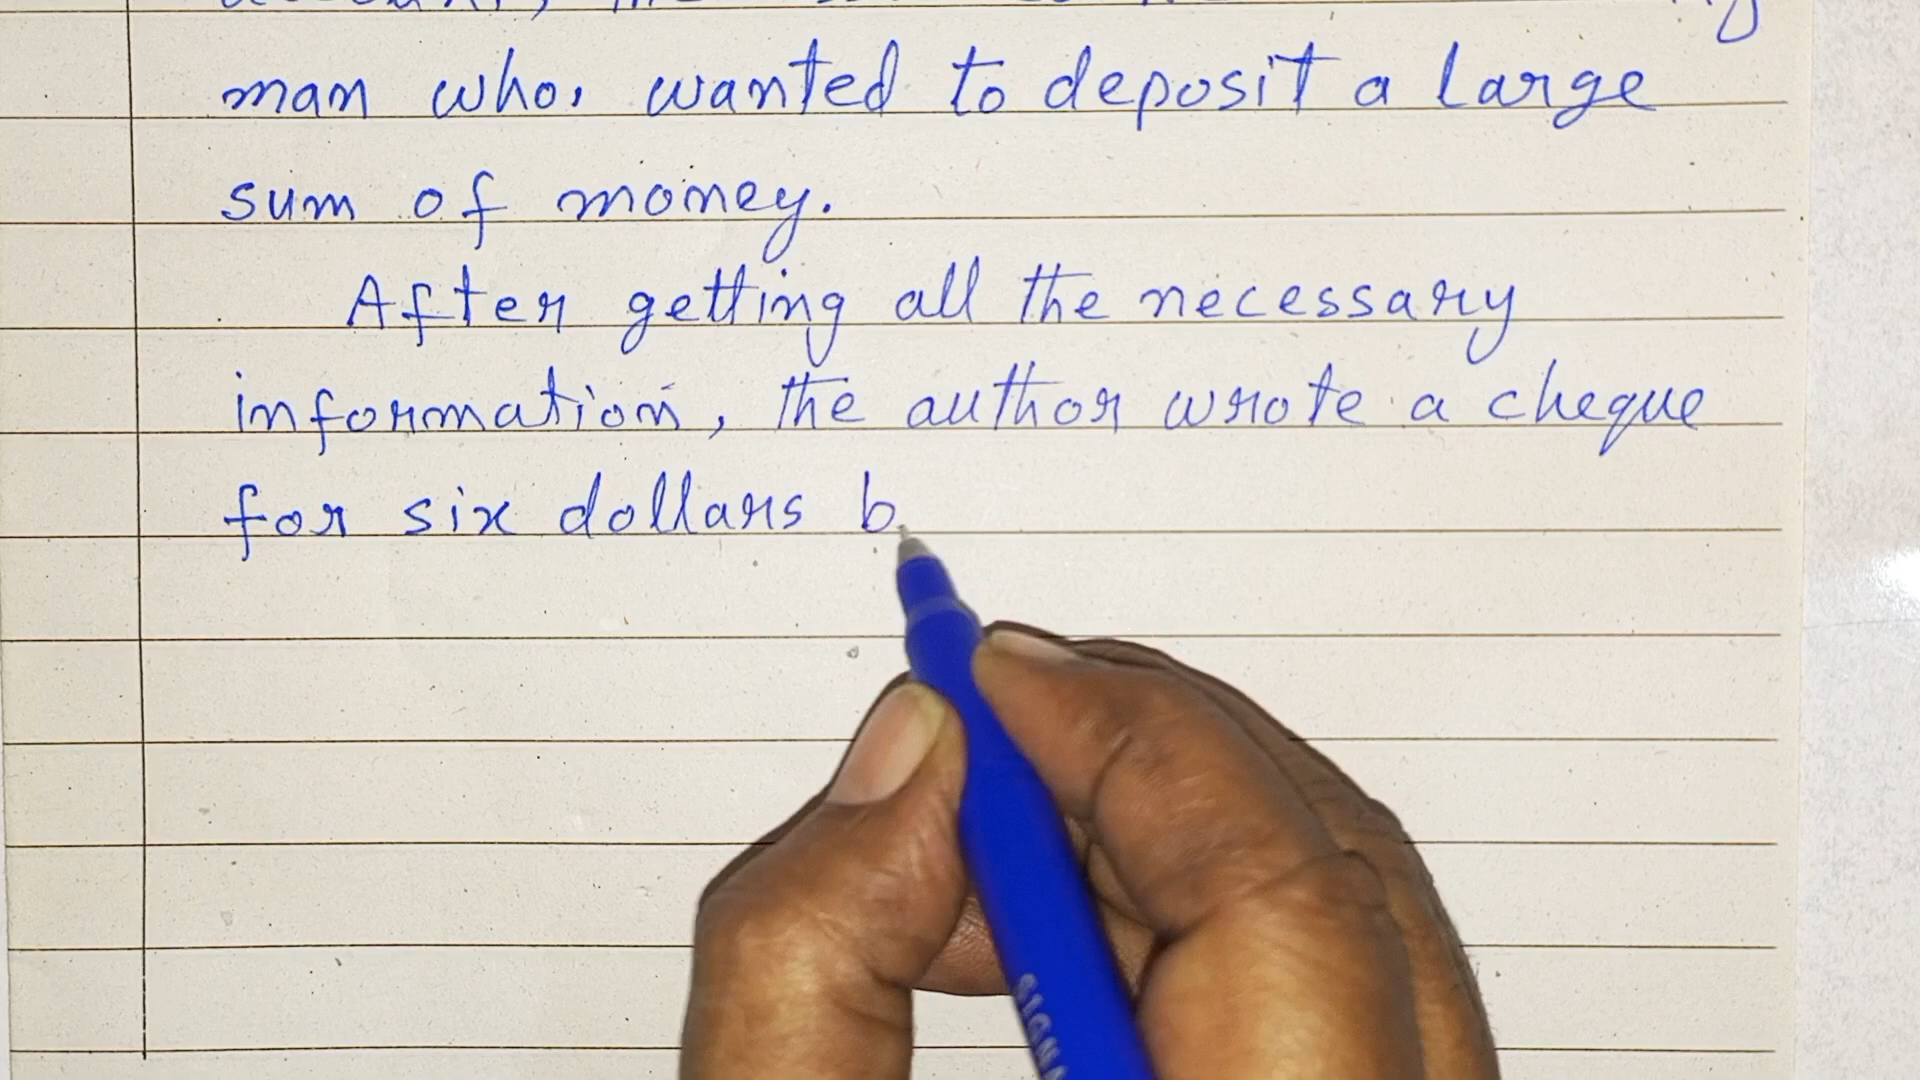 man who, wanted to deposit a large
sum of money.
After getting all the necessary
information, the author wrote a cheque
for six dollars b